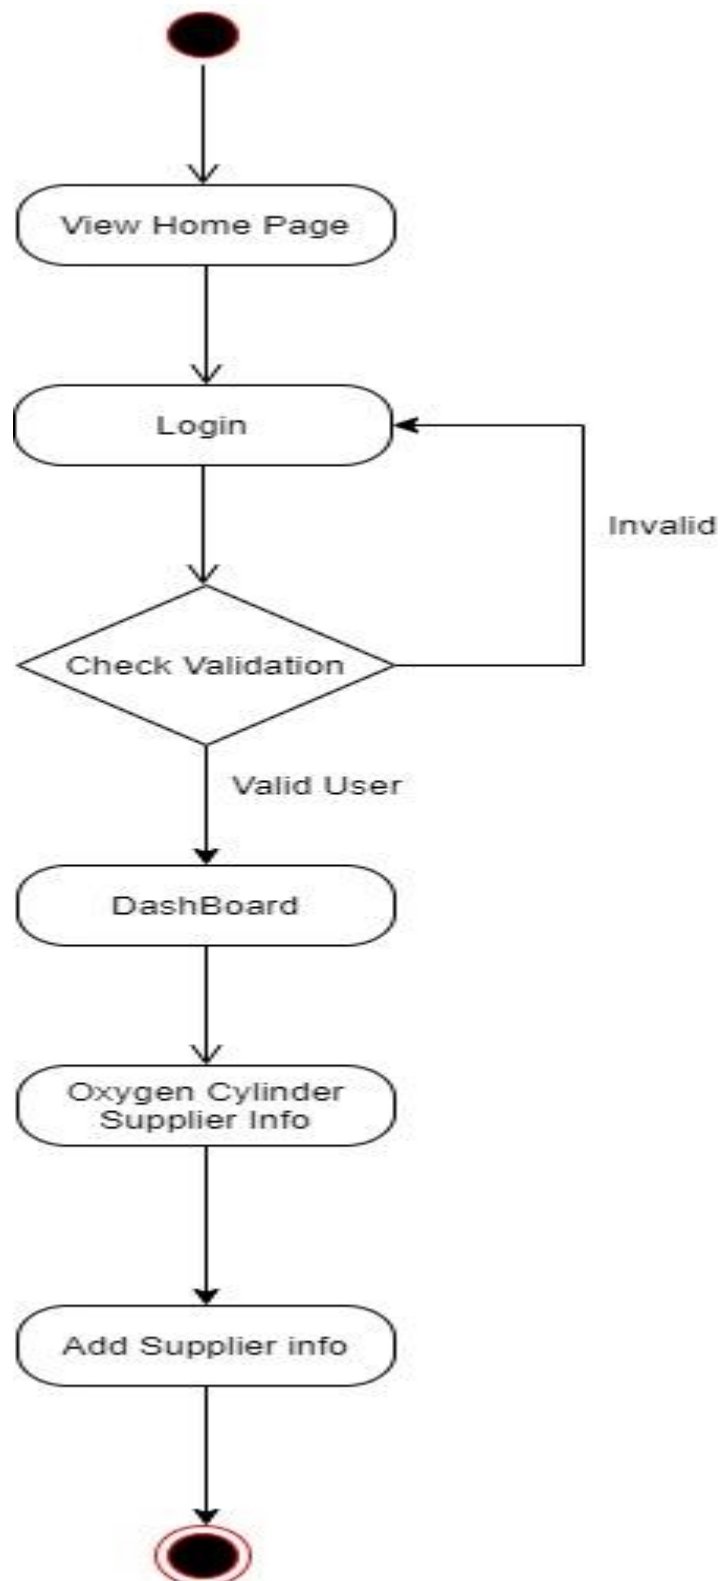 View Home Page
Login
Invalid
Check Validation
Valid User
DashBoard
Oxygen Cylinder
Supplier Info
Add Supplier info